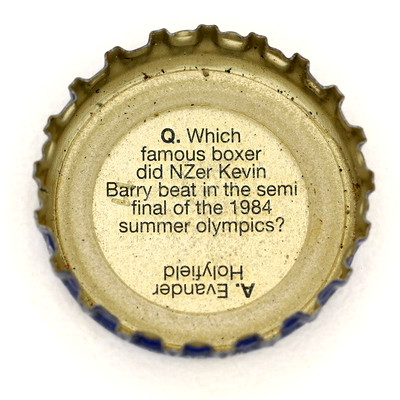 Q. Which
famous boxer
did NZer Kevin
Barry beat in the semi
final of the 1984
summer olympics?
A. Evander
Holyfield